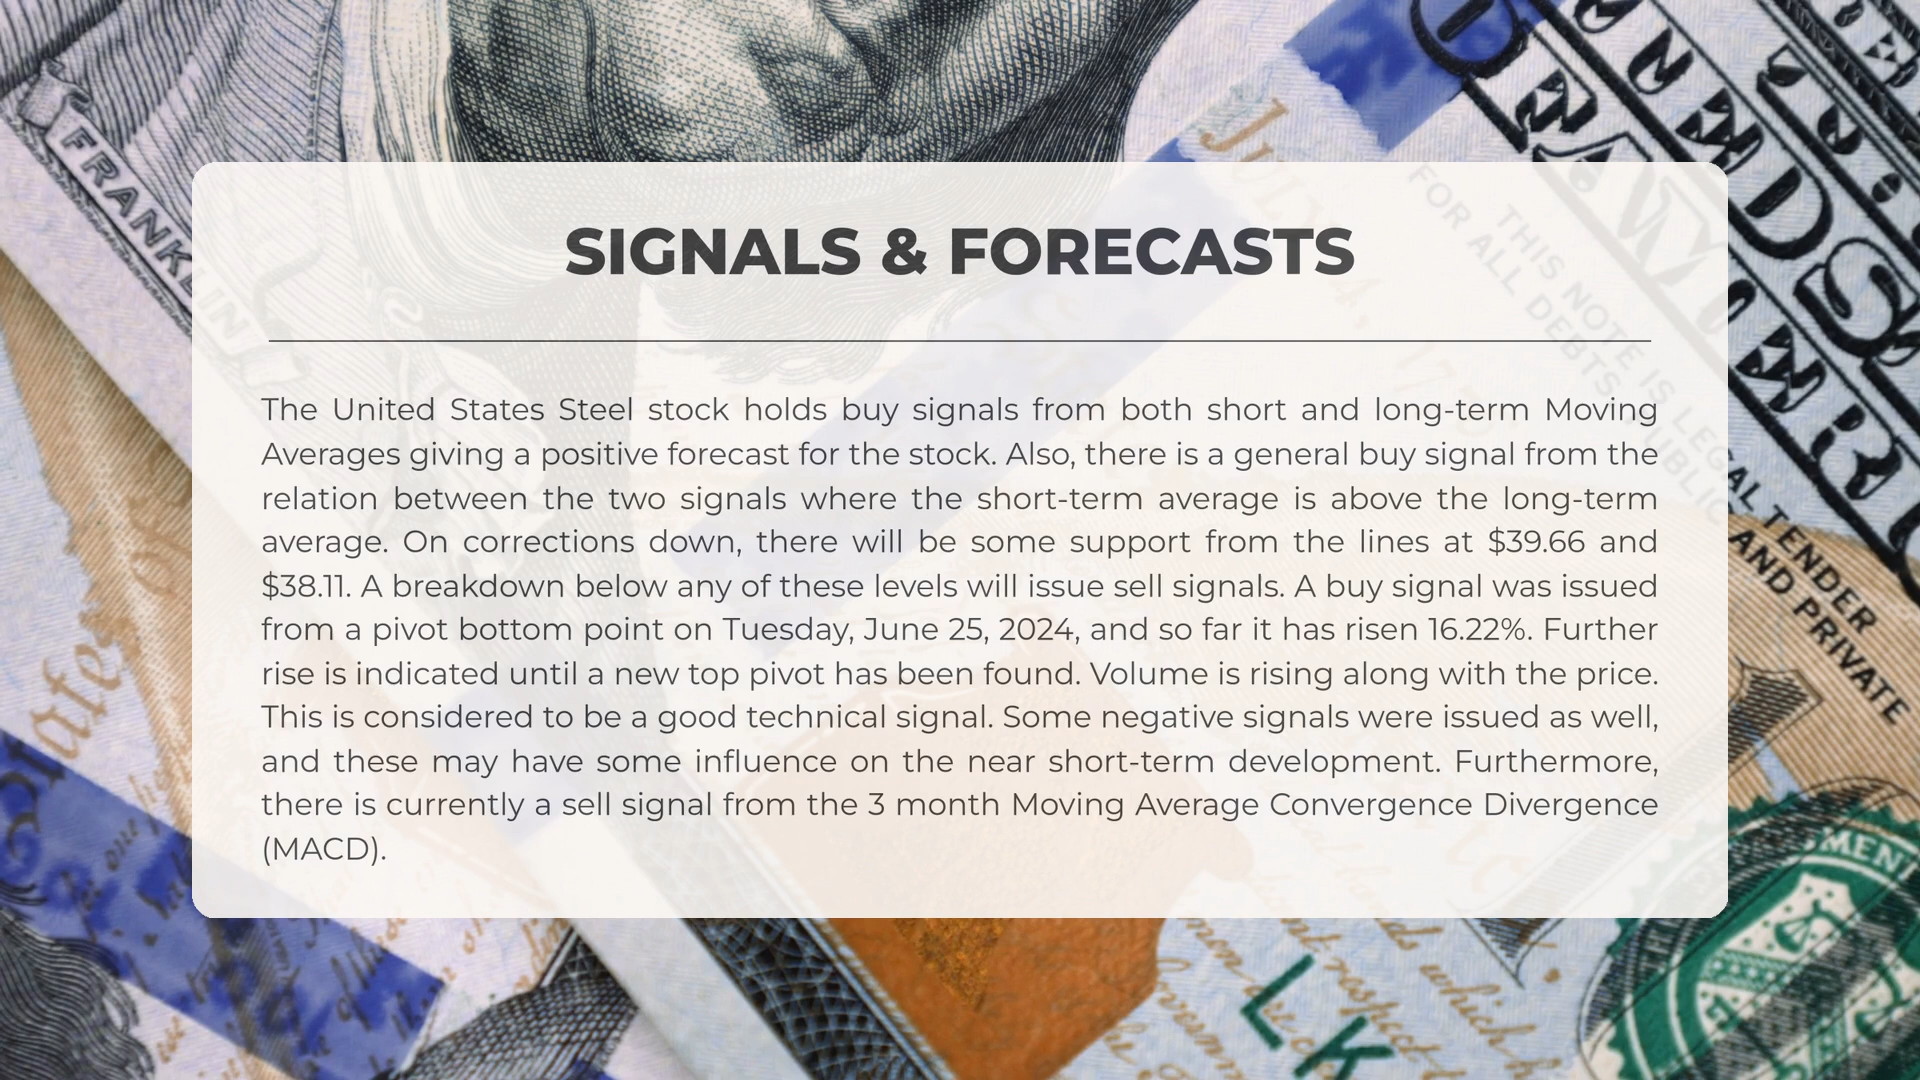 FRANKLIN
JULY 4, 1776
THIS NOTE IS LEGAL TENDER
FOR ALL DEBTS PUBLIC AND PRIVATE
SIGNALS & FORECASTS
The United States Steel stock holds buy signals from both short and long-term Moving
Averages giving a positive forecast for the stock. Also, there is a general buy signal from the
relation between the two signals where the short-term average is above the long-term
average. On corrections down, there will be some support from the lines at $39.66 and
$38.11. A breakdown below any of these levels will issue sell signals. A buy signal was issued
from a pivot bottom point on Tuesday, June 25, 2024, and so far it has risen 16.22%. Further
rise is indicated until a new top pivot has been found. Volume is rising along with the price.
This is considered to be a good technical signal. Some negative signals were issued as well,
and these may have some influence on the near short-term development. Furthermore,
there is currently a sell signal from the 3 month Moving Average Convergence Divergence
(MACD).
States of
L K